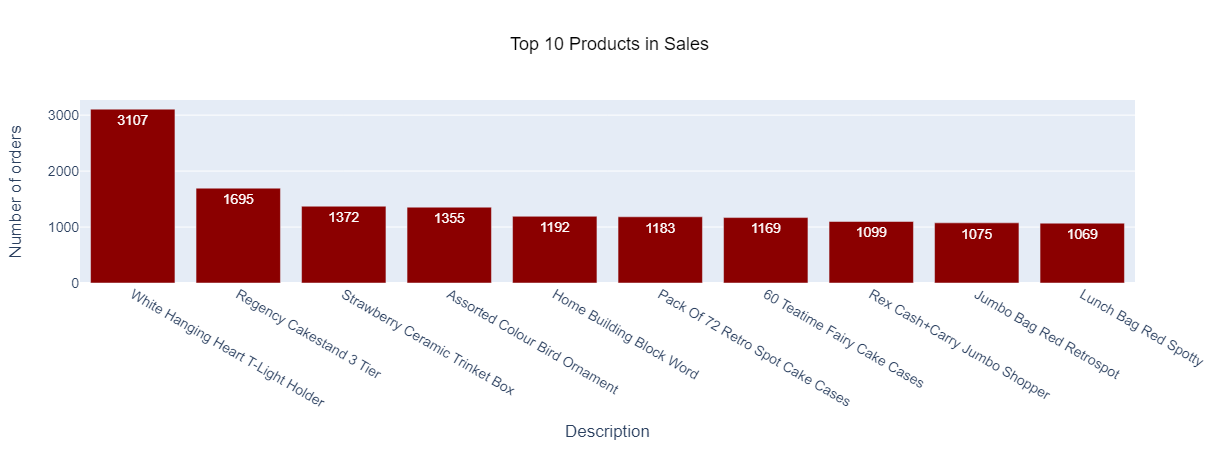 Top 10 Products in Sales
Number of orders
3000
2000
1000
0
3107
1695
1372
1355
1192
1183
1169
1099
1075
1069
White Hanging Heart T-Light Holder
Regency Cakestand 3 Tier
Strawberry Ceramic Trinket Box
Assorted Colour Bird Ornament
Home Building Block Word
Pack Of 72 Retro Spot Cake Cases
60 Teatime Fairy Cake Cases
Rex Cash+Carry Jumbo Shopper
Jumbo Bag Red Retrospot
Lunch Bag Red Spotty
Description